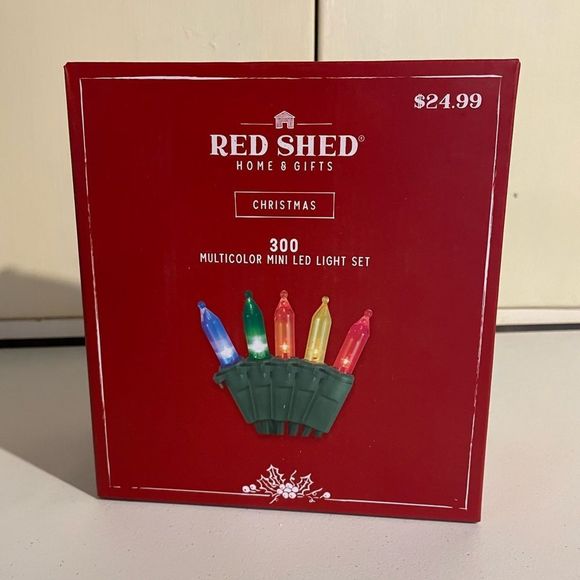 $24.99
RED SHED®
HOME & GIFTS
CHRISTMAS
300
MULTICOLOR MINI LED LIGHT SET